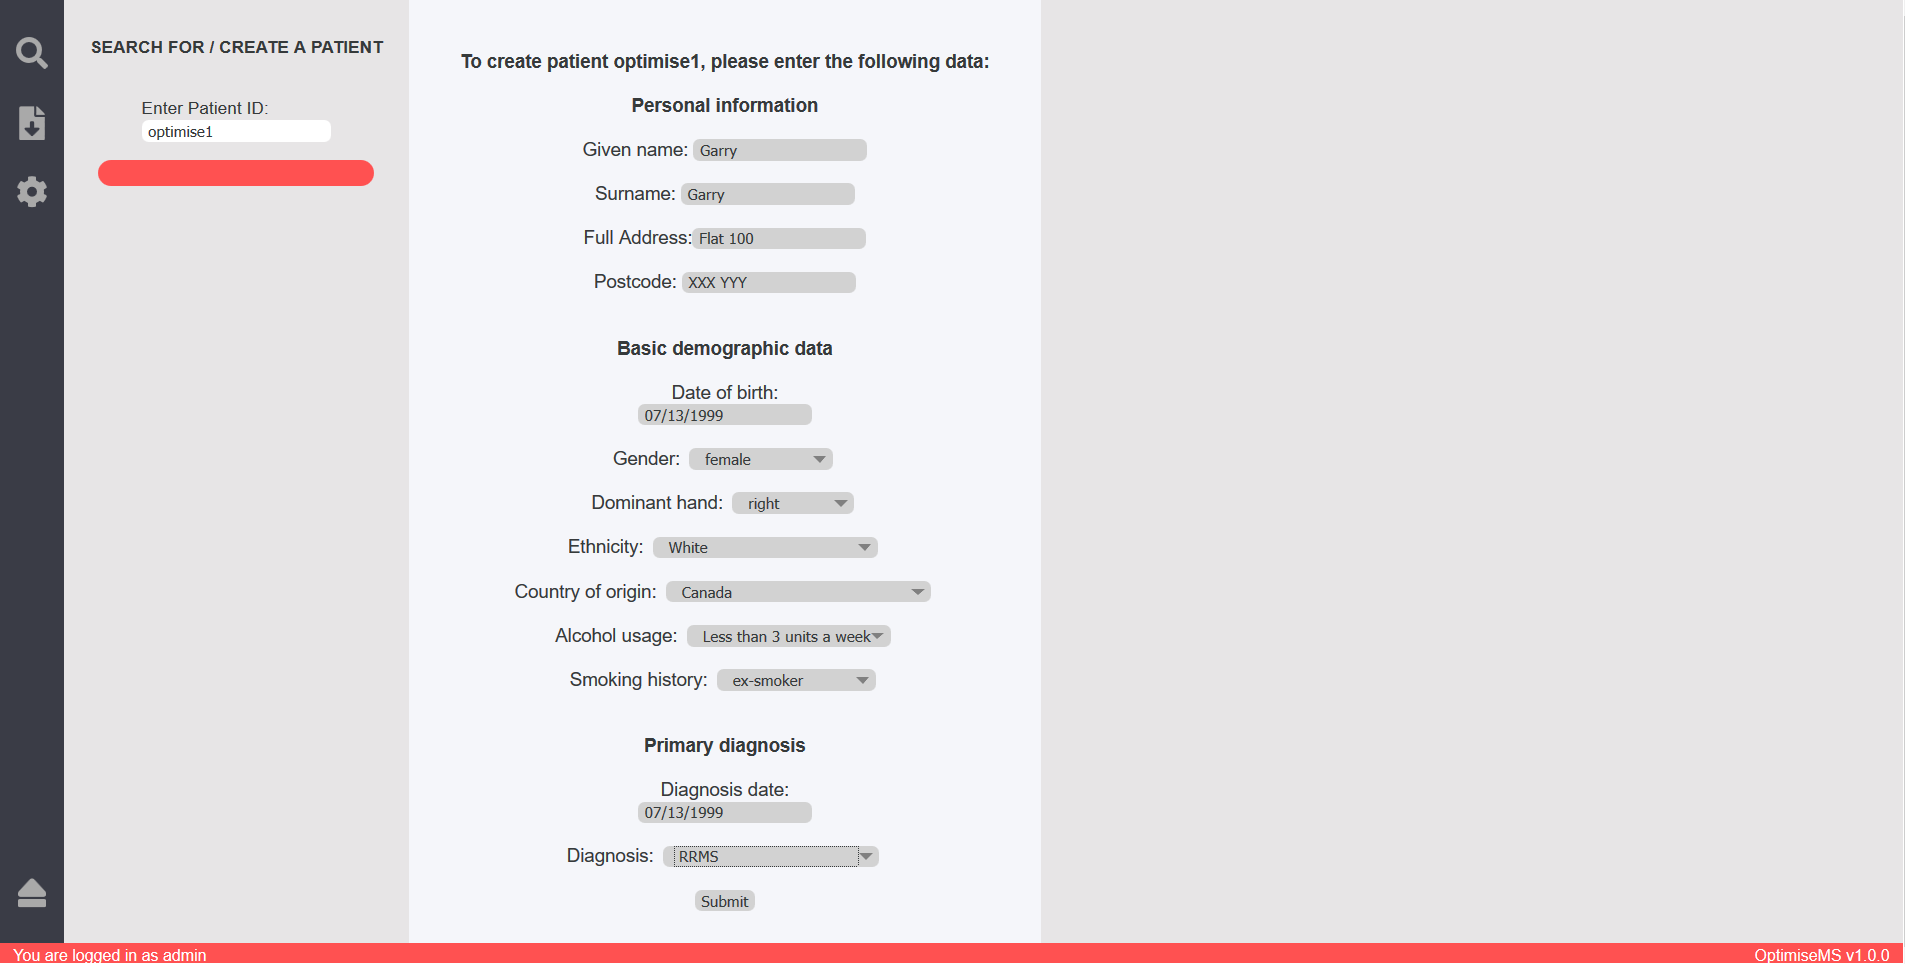 SEARCH FOR / CREATE A PATIENT
Enter Patient ID:
optimise1
To create patient optimise1, please enter the following data:
Personal information
Given name: Garry
Surname: Garry
Full Address: Flat 100
Postcode: XXX YYY
Basic demographic data
Date of birth:
07/13/1999
Gender: female
Dominant hand: right
Ethnicity: White
Country of origin: Canada
Alcohol usage: Less than 3 units a week
Smoking history: ex-smoker
Primary diagnosis
Diagnosis date:
07/13/1999
Diagnosis: RRMS
Submit
You are logged in as admin
OptimiseMS v1.0.0